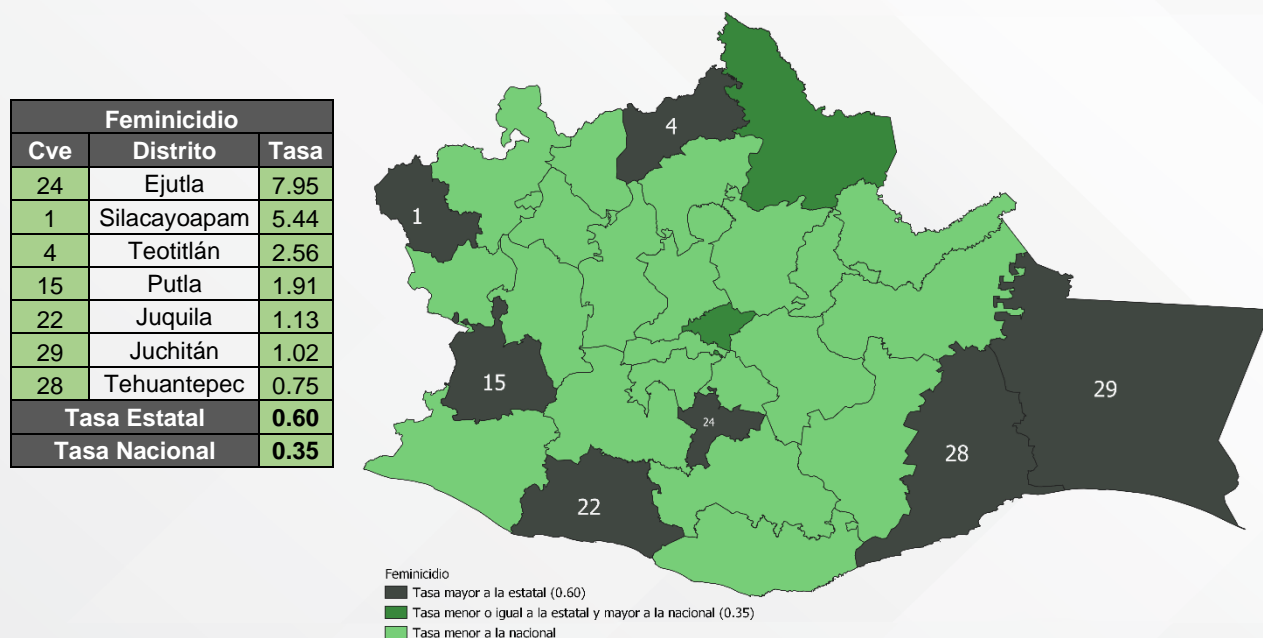 Feminicidio
Cve Distrito Tasa
24 Ejutla 7.95
1 Silacayoapam 5.44
4 Teotitlán 2.56
15 Putla 1.91
22 Juquila 1.13
29 Juchitán 1.02
28 Tehuantepec 0.75
Tasa Estatal 0.60
Tasa Nacional 0.35
4
1
15
24
22
28
29
Feminicidio
Tasa mayor a la estatal (0.60)
Tasa menor o igual a la estatal y mayor a la nacional (0.35)
Tasa menor a la nacional